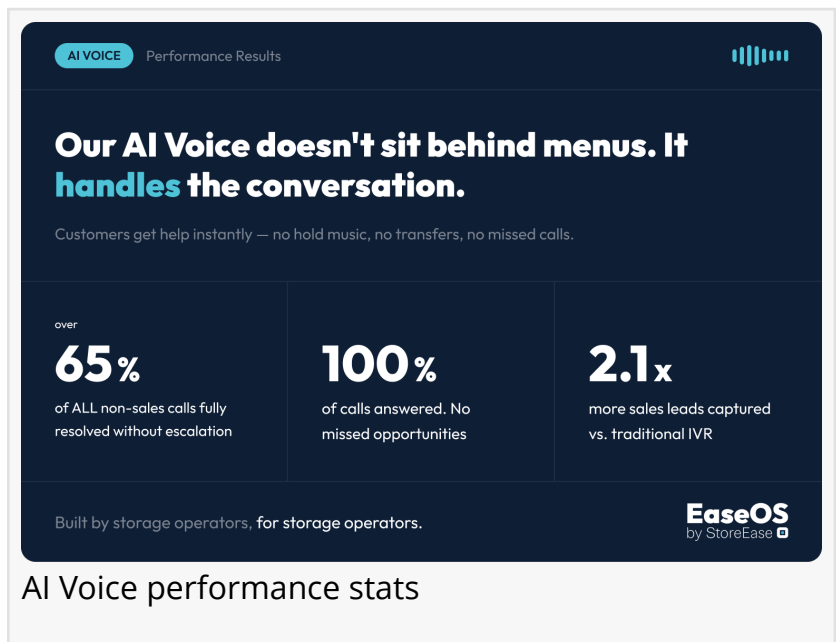 AI VOICE Performance Results
Our AI Voice doesn't sit behind menus. It
handles the conversation.
Customers get help instantly — no hold music, no transfers, no missed calls.
over
65%
of ALL non-sales calls fully
resolved without escalation
100%
of calls answered. No
missed opportunities
2.1x
more sales leads captured
vs. traditional IVR
Built by storage operators, for storage operators.
EaseOS
by StoreEase
AI Voice performance stats